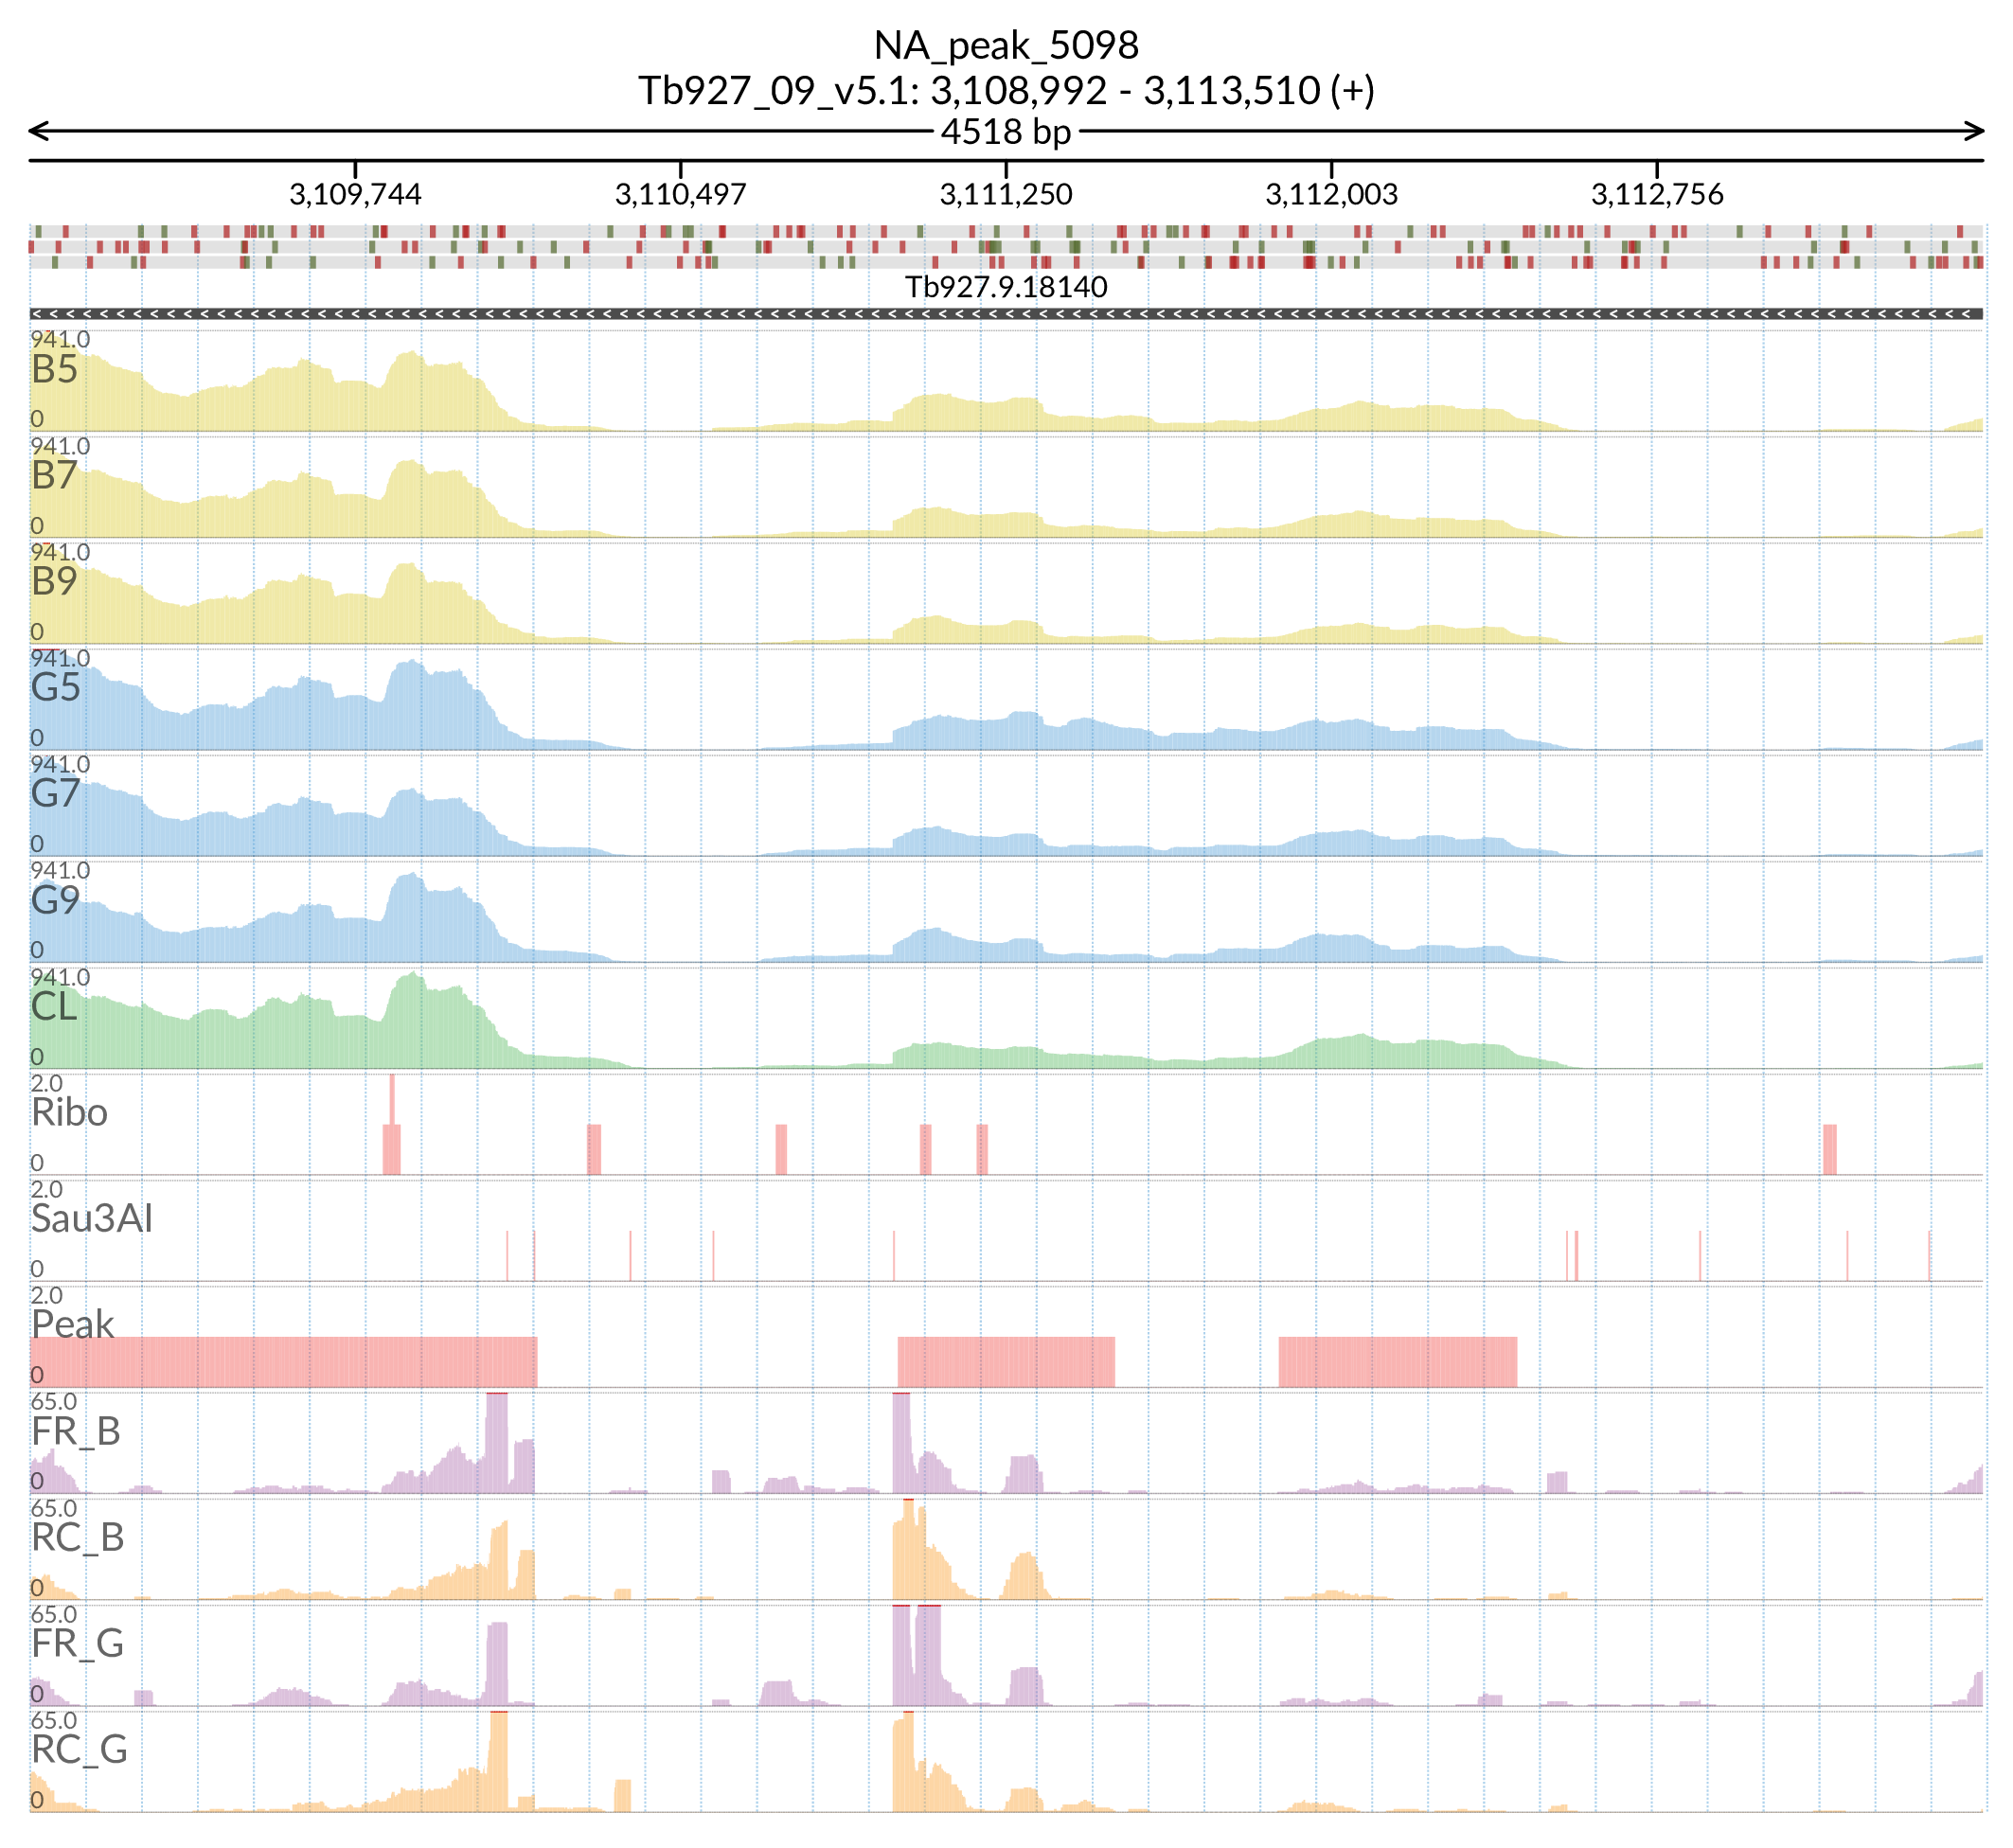 NA_peak_5098
Tb927_09_v5.1: 3,108,992 - 3,113,510 (+)
4518 bp
3,109,744 3,110,497 3,111,250 3,112,003 3,112,756
Tb927.9.18140
941.0
B5
0
941.0
B7
0
941.0
B9
0
941.0
G5
0
941.0
G7
0
941.0
G9
0
941.0
CL
0
2.0
Ribo
0
2.0
Sau3AI
0
2.0
Peak
0
65.0
FR_B
0
65.0
RC_B
0
65.0
FR_G
0
65.0
RC_G
0